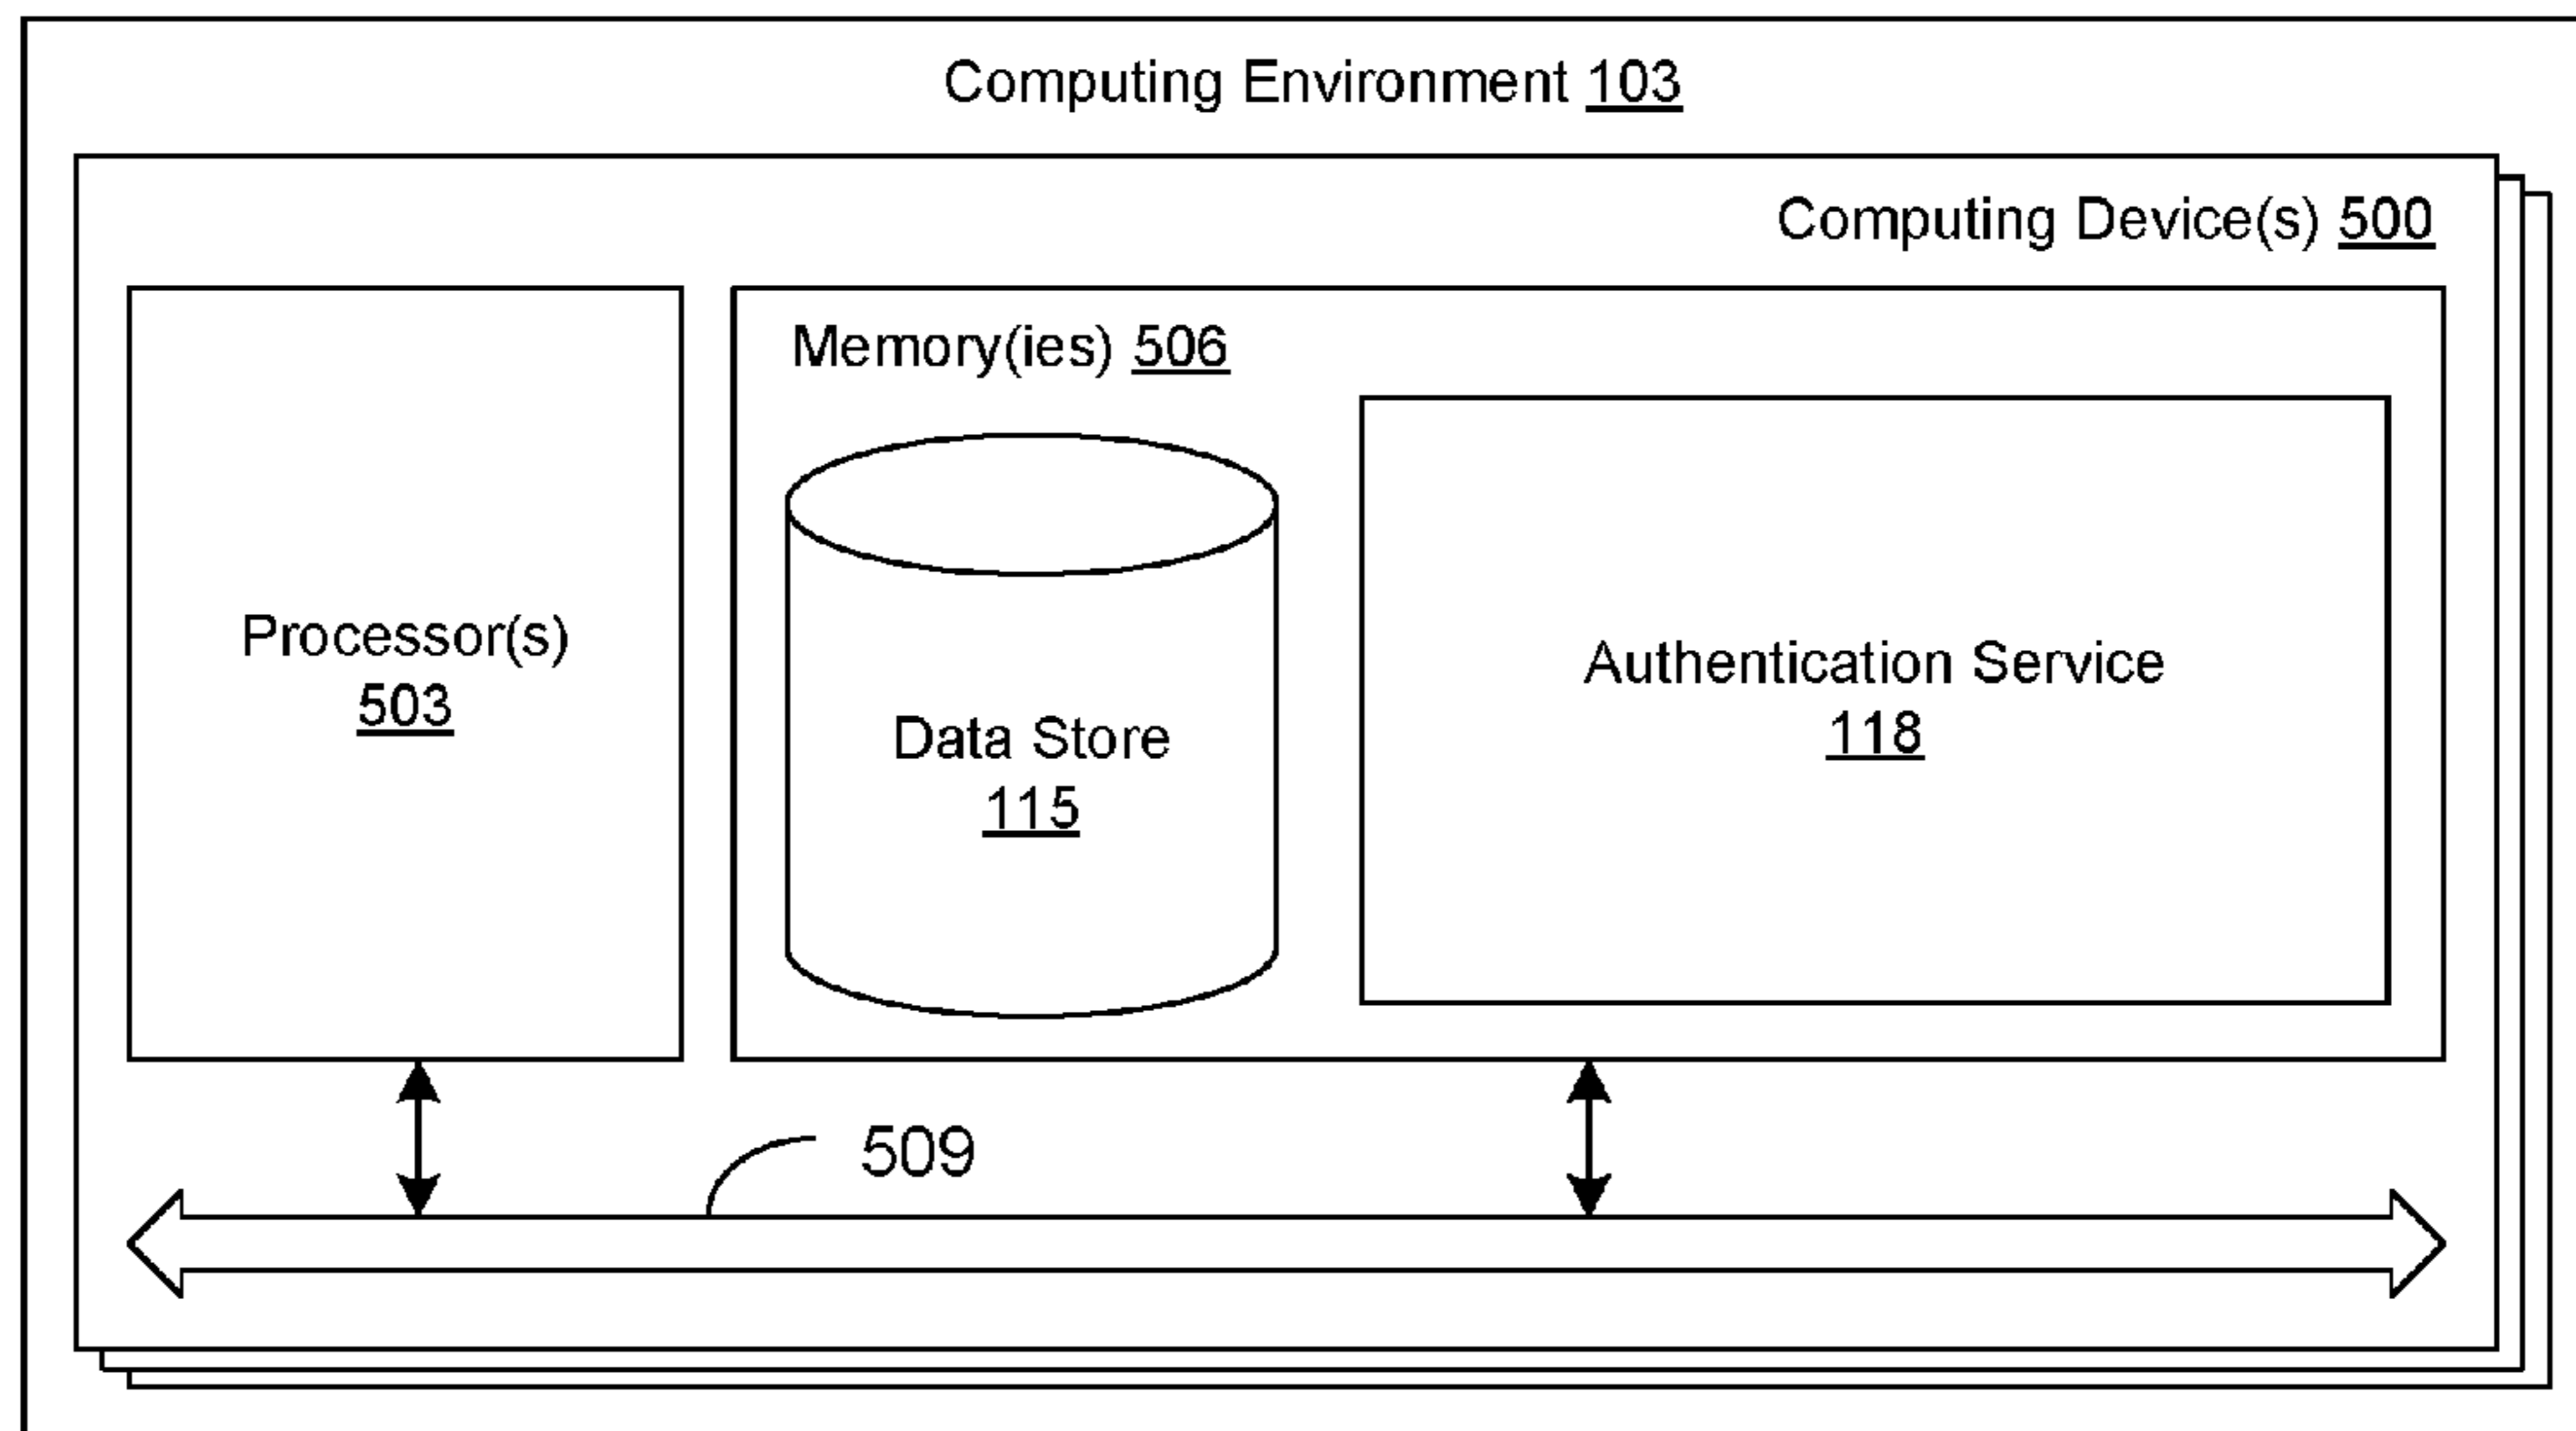 Computing Environment 103
Computing Device(s) 500
Memory(ies) 506
Processor(s)
503
Data Store
115
Authentication Service
118
509